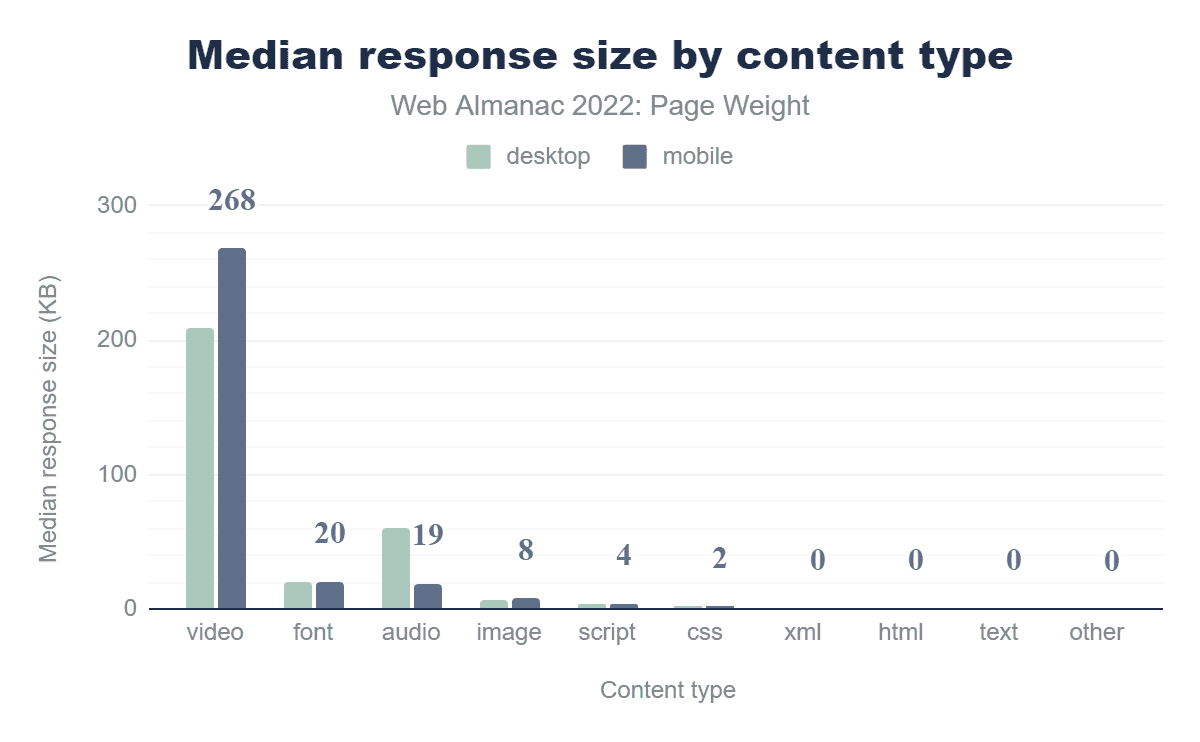 Median response size by content type
Web Almanac 2022: Page Weight
desktop mobile
Median response size (KB)
300
200
100
0
268
20
19
8
4
2
0
0
0
0
video font audio image script css xml html text other
Content type